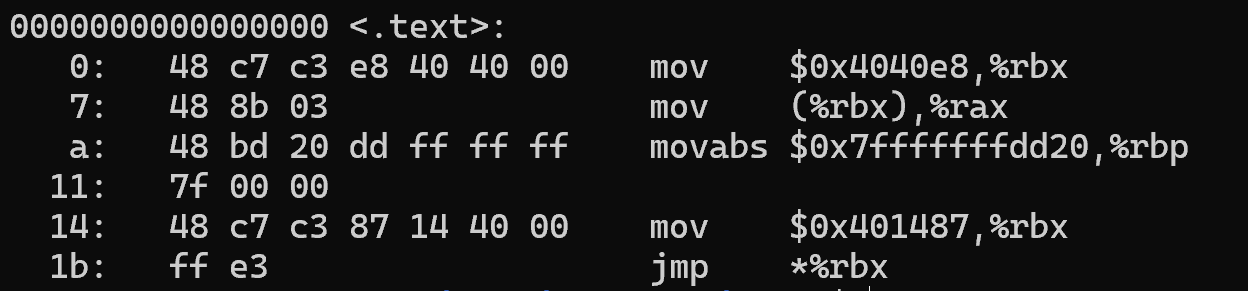 0000000000000000 <.text>:
   0:   48 c7 c3 e8 40 40 00    mov    $0x4040e8,%rbx
   7:   48 8b 03                mov    (%rbx),%rax
   a:   48 bd 20 dd ff ff ff    movabs $0x7fffffffdd20,%rbp
  11:   7f 00 00
  14:   48 c7 c3 87 14 40 00    mov    $0x401487,%rbx
  1b:   ff e3                   jmp    *%rbx